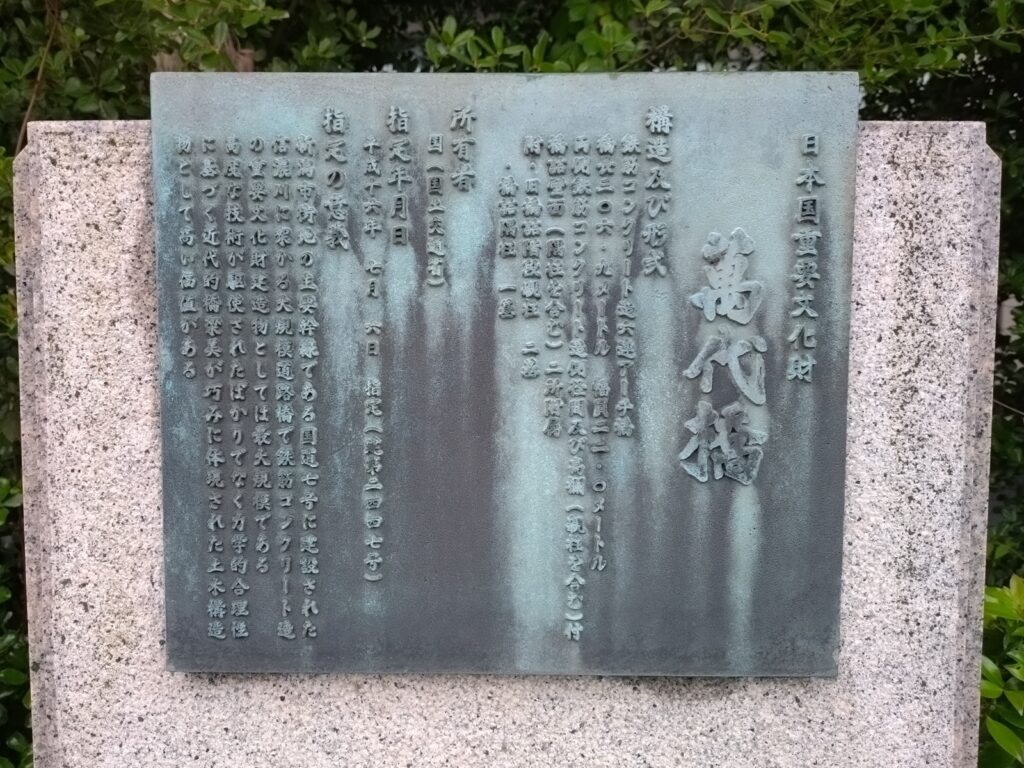 日本国重要文化財
萬代橋
構造及び形式
鉄筋コンクリート造六連アーチ橋
橋長三〇六・九メートル 幅員二二・〇メートル
両側鉄筋コンクリート造側径間及び高欄(親柱を含む)付
橋詰堂面(隅柱を含む)二所附属
附・旧橋詰階段親柱 二基
・橋詰隅柱 一基
所有者
国(国土交通省)
指定年月日
平成十六年 七月 六日 指定(建第二四四七号)
指定の意義
新潟市街地の主要幹線である国道七号に建設された
信濃川に架かる大規模道路橋で鉄筋コンクリート造
の重要文化財建造物としては最大規模である
高度な技術が駆使されたばかりでなく力学的合理性
に基づく近代的橋梁美が巧みに体現された土木構造
物として高い価値がある